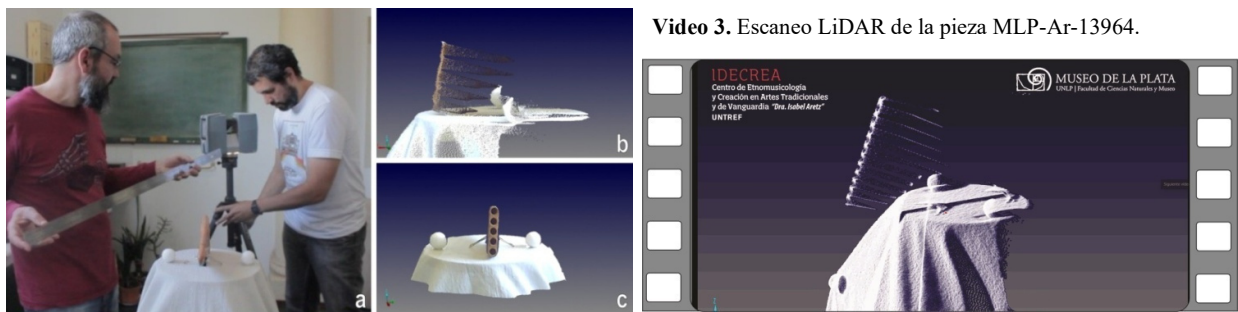 a
b
c
Video 3. Escaneo LiDAR de la pieza MLP-Ar-13964.
IDECREA
Centro de Etnomusicología
y Creación en Artes Tradicionales
y de Vanguardia "Dra. Isabel Aretz"
UNTREF
MUSEO DE LA PLATA
UNLP | Facultad de Ciencias Naturales y Museo